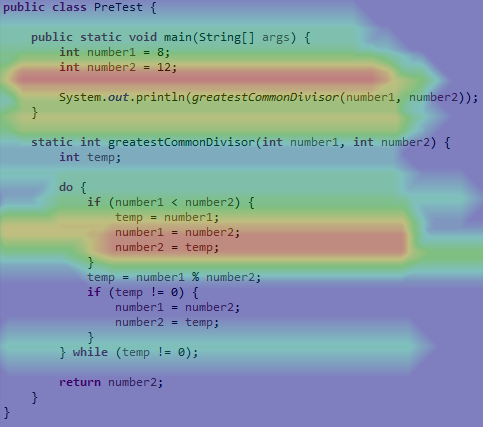 public class PreTest {
public static void main(String[] args) {
int number1 = 8;
int number2 = 12;
System.out.println(greatestCommonDivisor(number1, number2));
}
static int greatestCommonDivisor(int number1, int number2) {
int temp;
do {
if (number1 < number2) {
temp = number1;
number1 = number2;
number2 = temp;
}
temp = number1 % number2;
if (temp != 0) {
number1 = number2;
number2 = temp;
}
} while (temp != 0);
return number2;
}
}